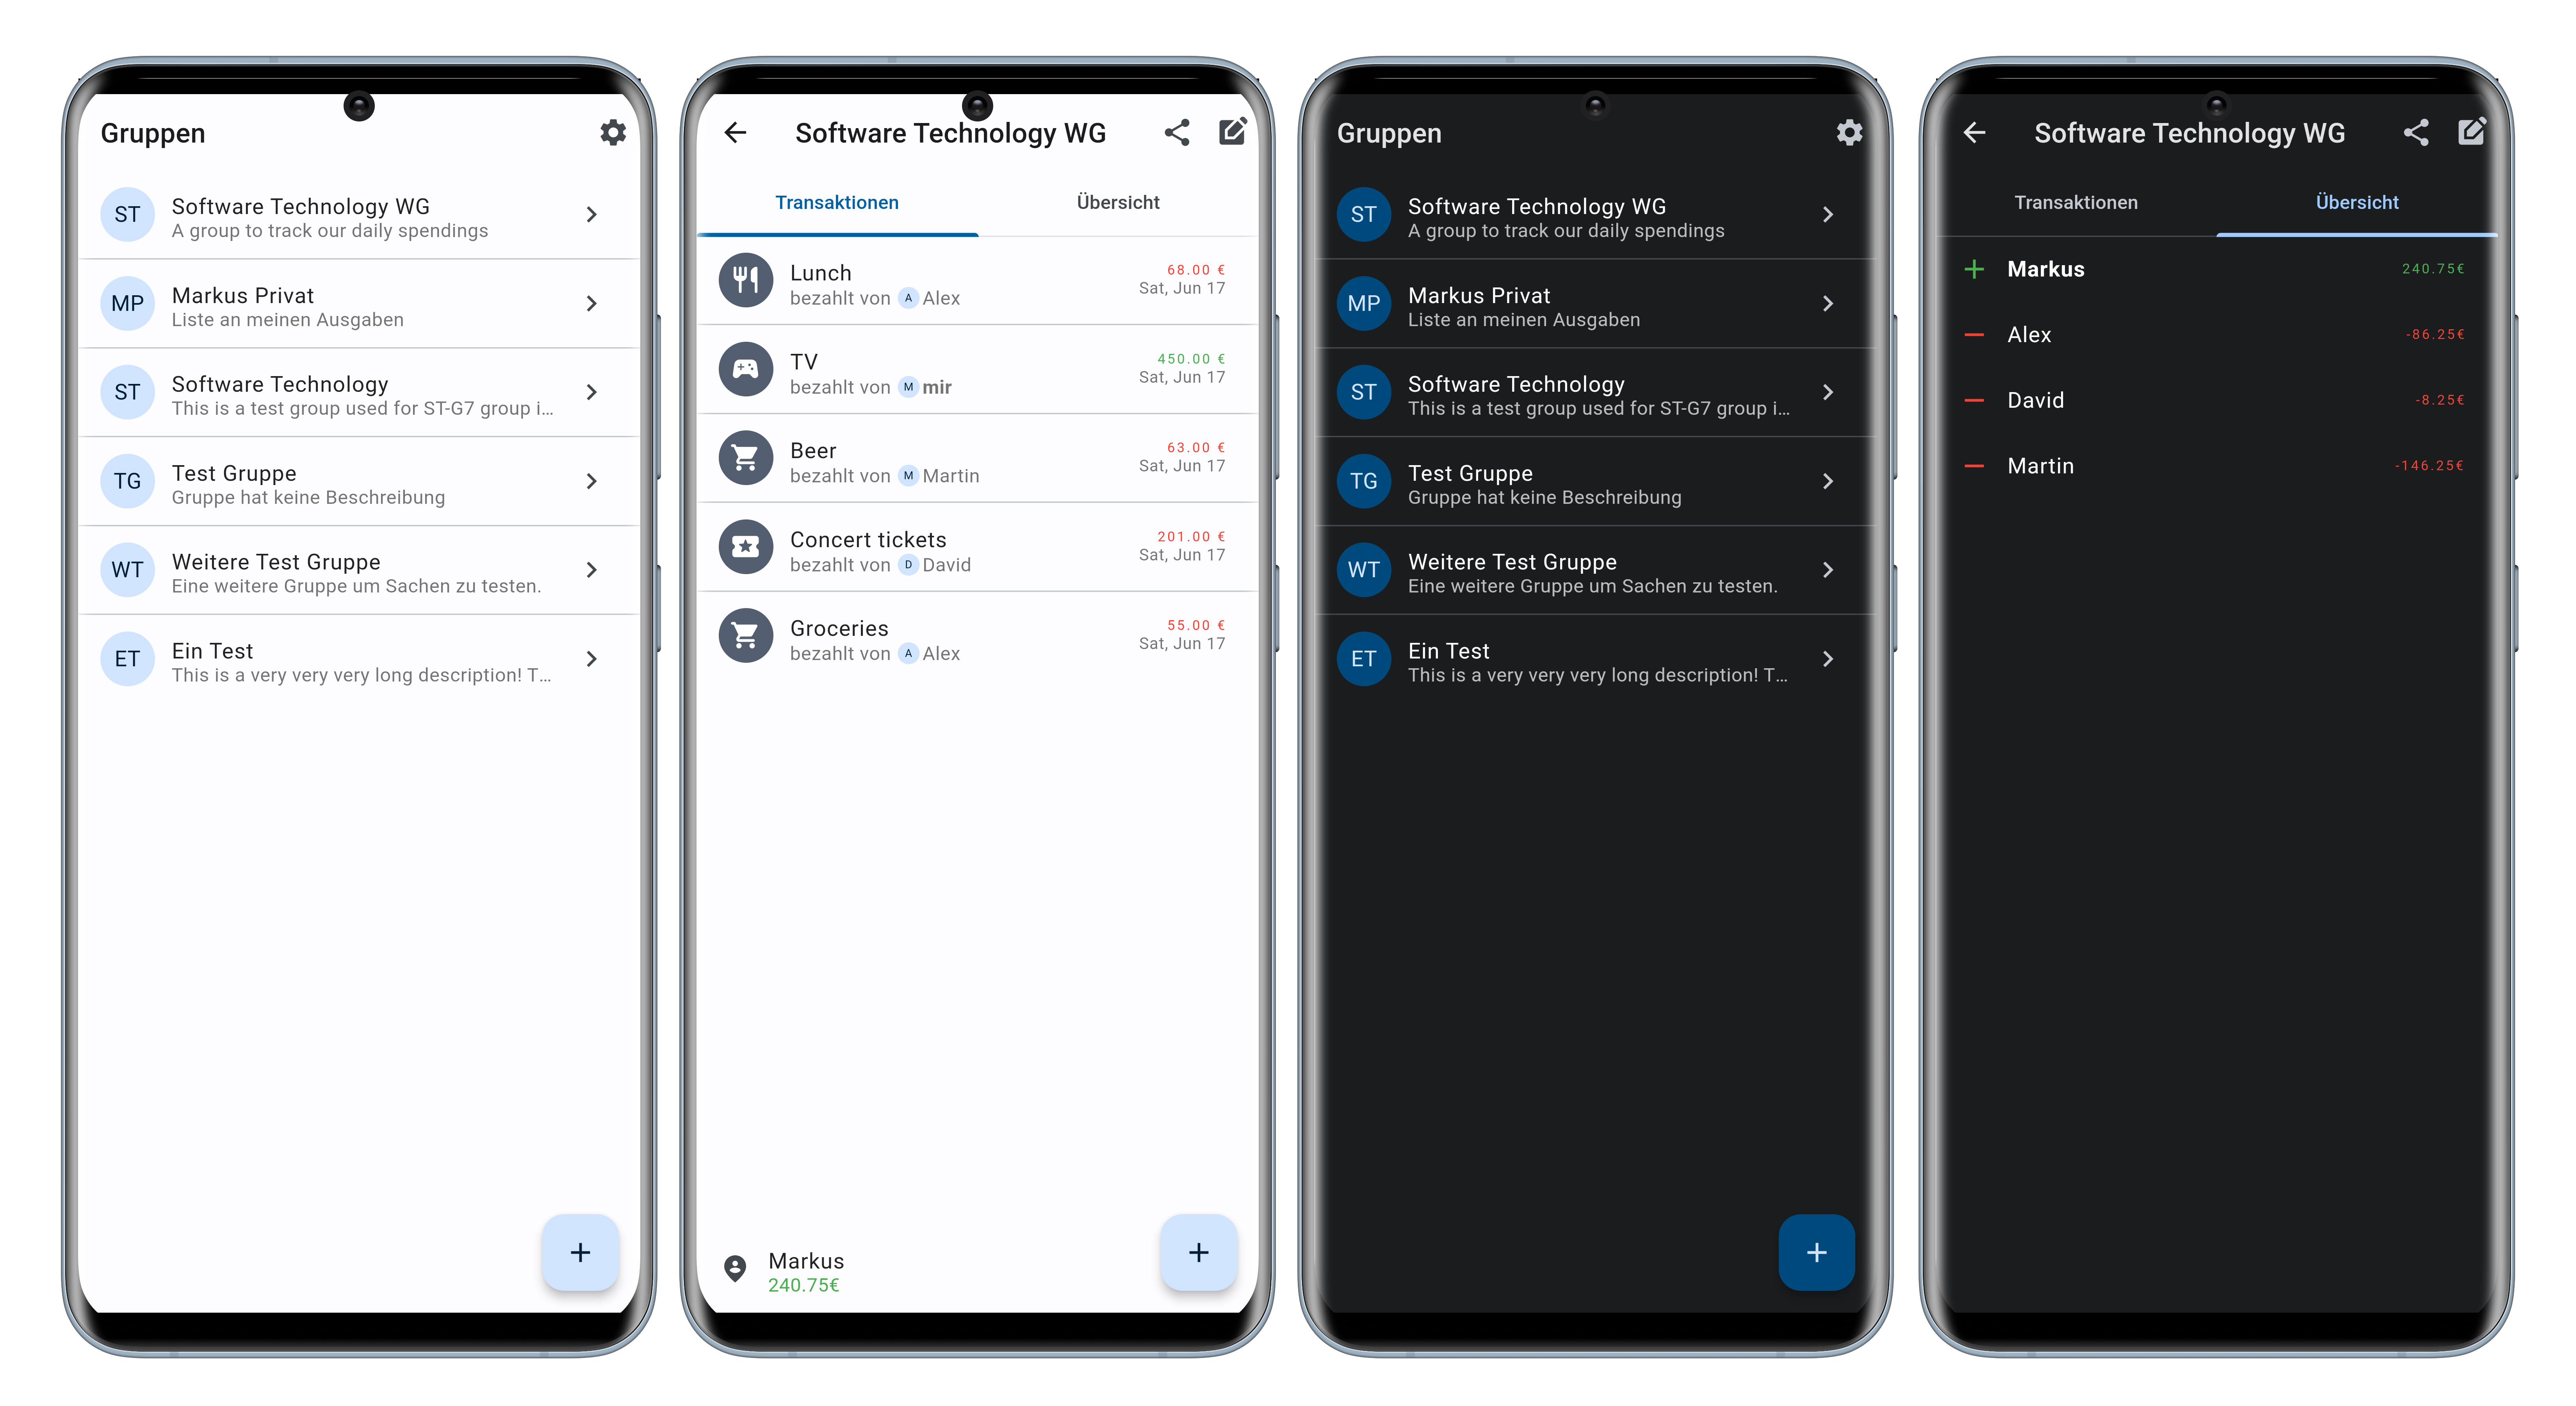 Gruppen
ST
Software Technology WG
A group to track our daily spendings
MP
Markus Privat
Liste an meinen Ausgaben
ST
Software Technology
This is a test group used for ST-G7 group i...
TG
Test Gruppe
Gruppe hat keine Beschreibung
WT
Weitere Test Gruppe
Eine weitere Gruppe um Sachen zu testen.
ET
Ein Test
This is a very very very long description! T...
+
Software Technology WG
Transaktionen Übersicht
Lunch 68.00 €
bezahlt von A Alex Sat, Jun 17
TV 450.00 €
bezahlt von M mir Sat, Jun 17
Beer 63.00 €
bezahlt von M Martin Sat, Jun 17
Concert tickets 201.00 €
bezahlt von D David Sat, Jun 17
Groceries 55.00 €
bezahlt von A Alex Sat, Jun 17
Markus
240.75€
+
Gruppen
ST
Software Technology WG
A group to track our daily spendings
MP
Markus Privat
Liste an meinen Ausgaben
ST
Software Technology
This is a test group used for ST-G7 group i...
TG
Test Gruppe
Gruppe hat keine Beschreibung
WT
Weitere Test Gruppe
Eine weitere Gruppe um Sachen zu testen.
ET
Ein Test
This is a very very very long description! T...
+
Software Technology WG
Transaktionen Übersicht
+ Markus 240.75€
− Alex -86.25€
− David -8.25€
− Martin -146.25€